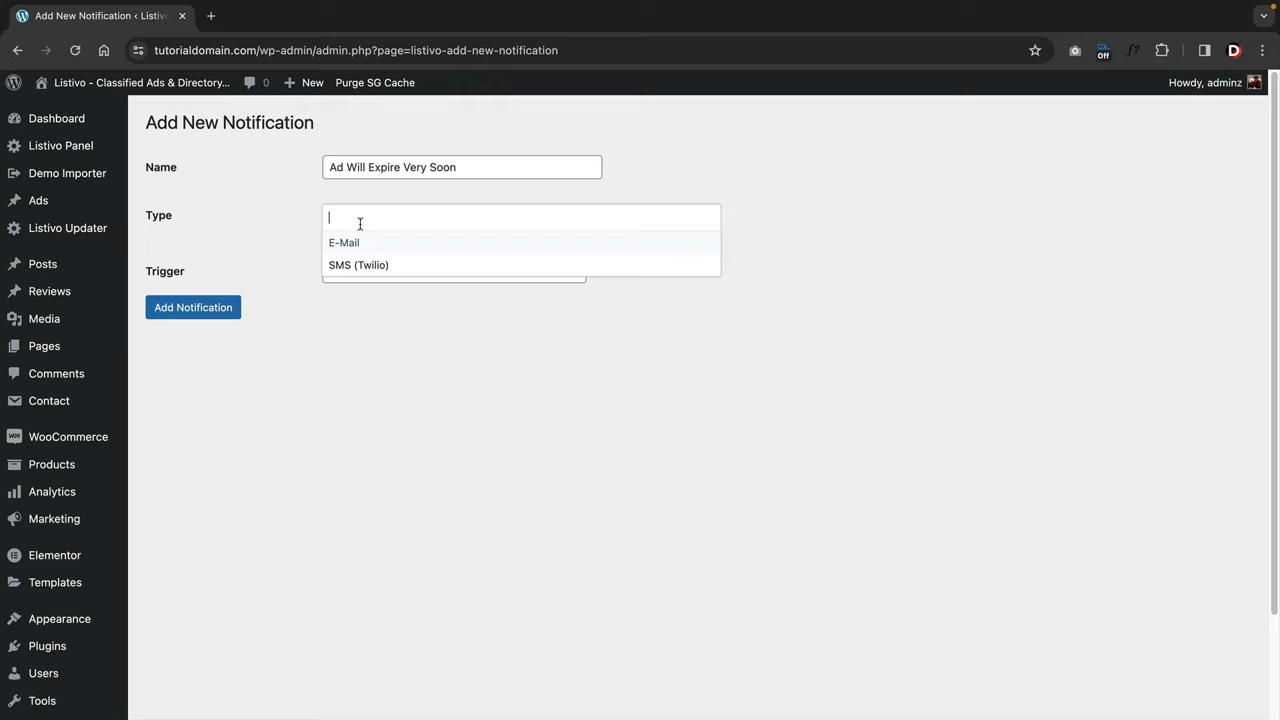 Add New Notification ‹ Listivo
tutorialdomain.com/wp-admin/admin.php?page=listivo-add-new-notification
Off
f?
D
Listivo - Classified Ads & Directory...
0
New
Purge SG Cache
Howdy, adminz
Dashboard
Listivo Panel
Demo Importer
Ads
Listivo Updater
Posts
Reviews
Media
Pages
Comments
Contact
WooCommerce
Products
Analytics
Marketing
Elementor
Templates
Appearance
Plugins
Users
Tools
Add New Notification
Name
Ad Will Expire Very Soon
Type
E-Mail
SMS (Twilio)
Trigger
Add Notification